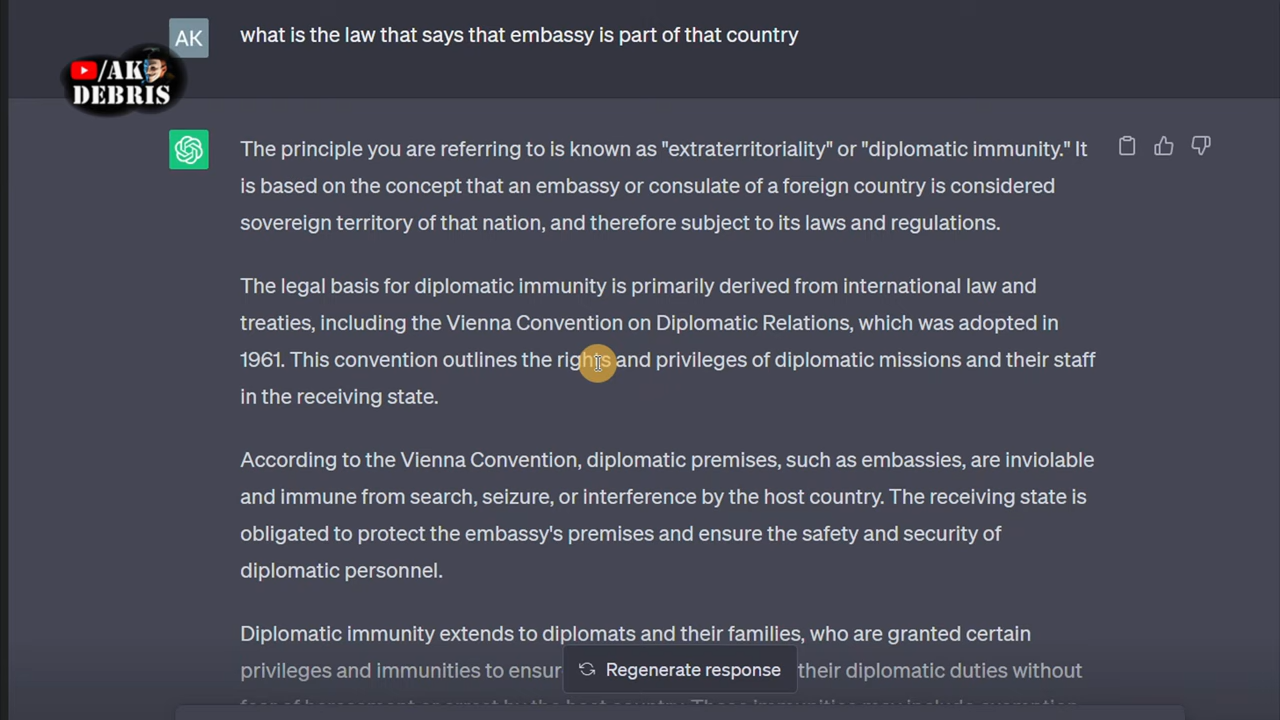 AK
what is the law that says that embassy is part of that country
/AK
DEBRIS
The principle you are referring to is known as "extraterritoriality" or "diplomatic immunity." It
is based on the concept that an embassy or consulate of a foreign country is considered
sovereign territory of that nation, and therefore subject to its laws and regulations.
The legal basis for diplomatic immunity is primarily derived from international law and
treaties, including the Vienna Convention on Diplomatic Relations, which was adopted in
1961. This convention outlines the rights and privileges of diplomatic missions and their staff
in the receiving state.
According to the Vienna Convention, diplomatic premises, such as embassies, are inviolable
and immune from search, seizure, or interference by the host country. The receiving state is
obligated to protect the embassy's premises and ensure the safety and security of
diplomatic personnel.
Diplomatic immunity extends to diplomats and their families, who are granted certain
privileges and immunities to ensur their diplomatic duties without
Regenerate response